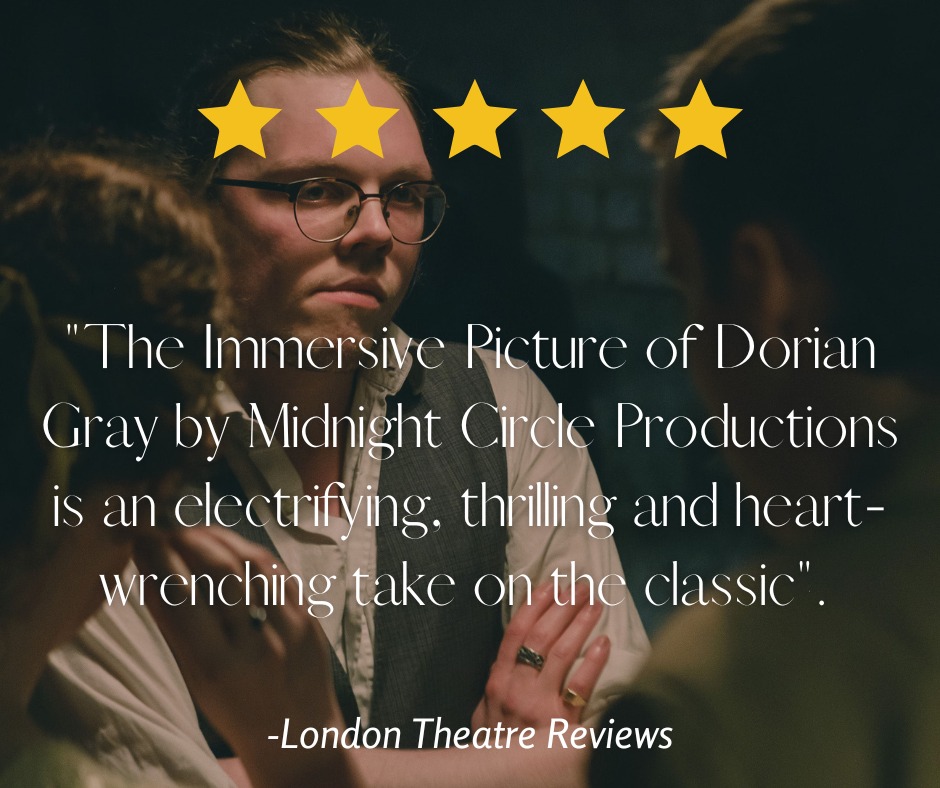 "The Immersive Picture of Dorian
Gray by Midnight Circle Productions
is an electrifying, thrilling and heart-
wrenching take on the classic".
-London Theatre Reviews